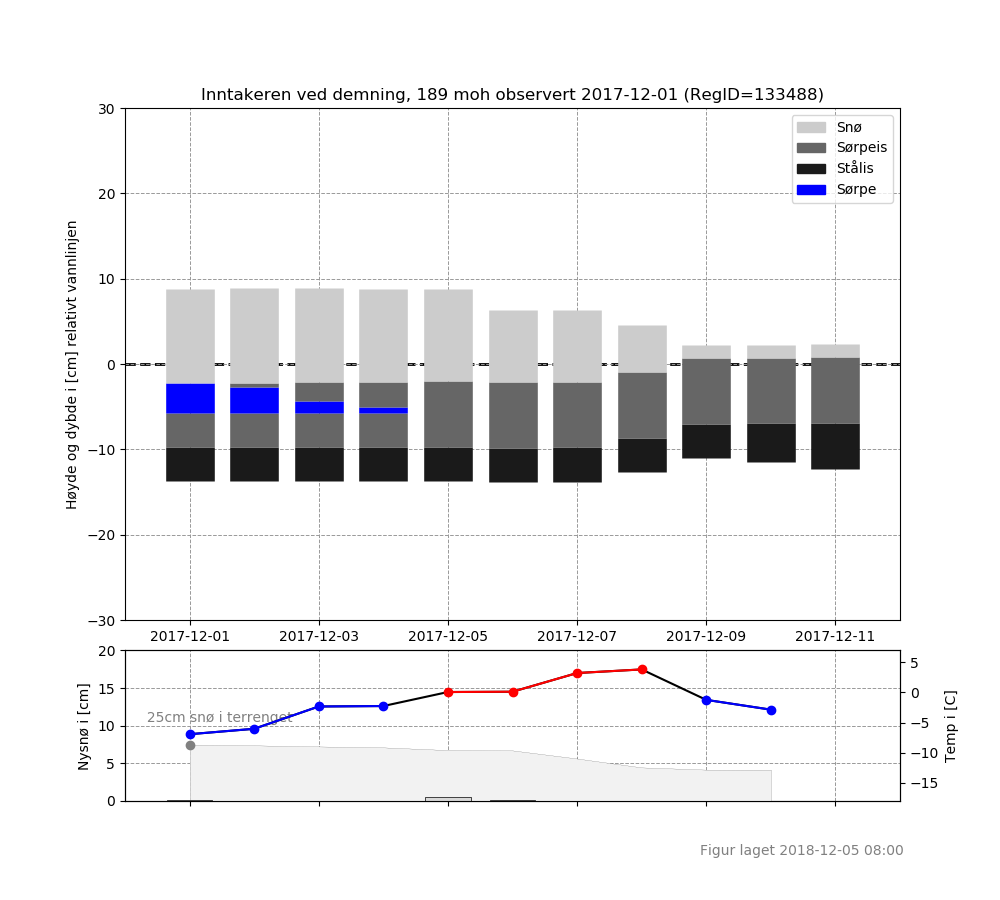 Inntakeren ved demning, 189 moh observert 2017-12-01 (RegID=133488)
Høyde og dybde i [cm] relativt vannlinjen
30
20
10
0
−10
−20
−30
Snø
Sørpeis
Stålis
Sørpe
2017-12-01
2017-12-03
2017-12-05
2017-12-07
2017-12-09
2017-12-11
Nysnø i [cm]
20
15
10
5
0
25cm snø i terrenget
5
0
−5
−10
−15
Temp i [C]
Figur laget 2018-12-05 08:00